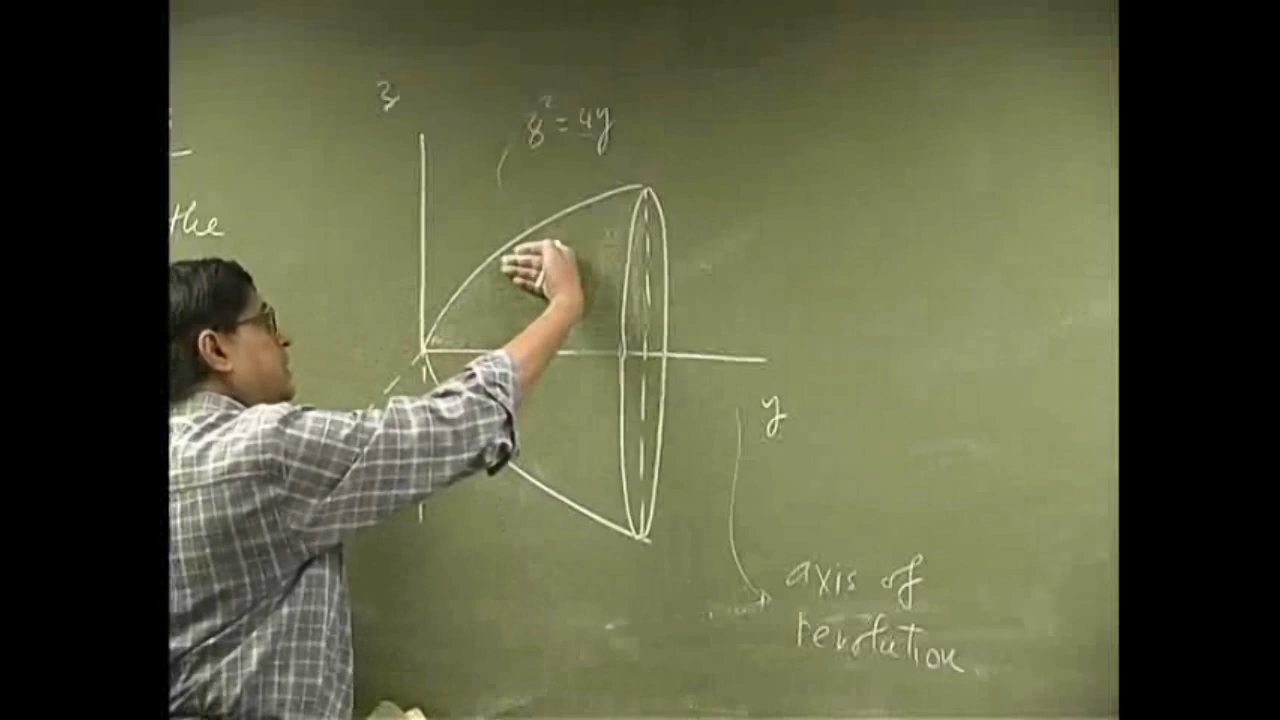 the
z
z² = 4y
y
axis of
revolution